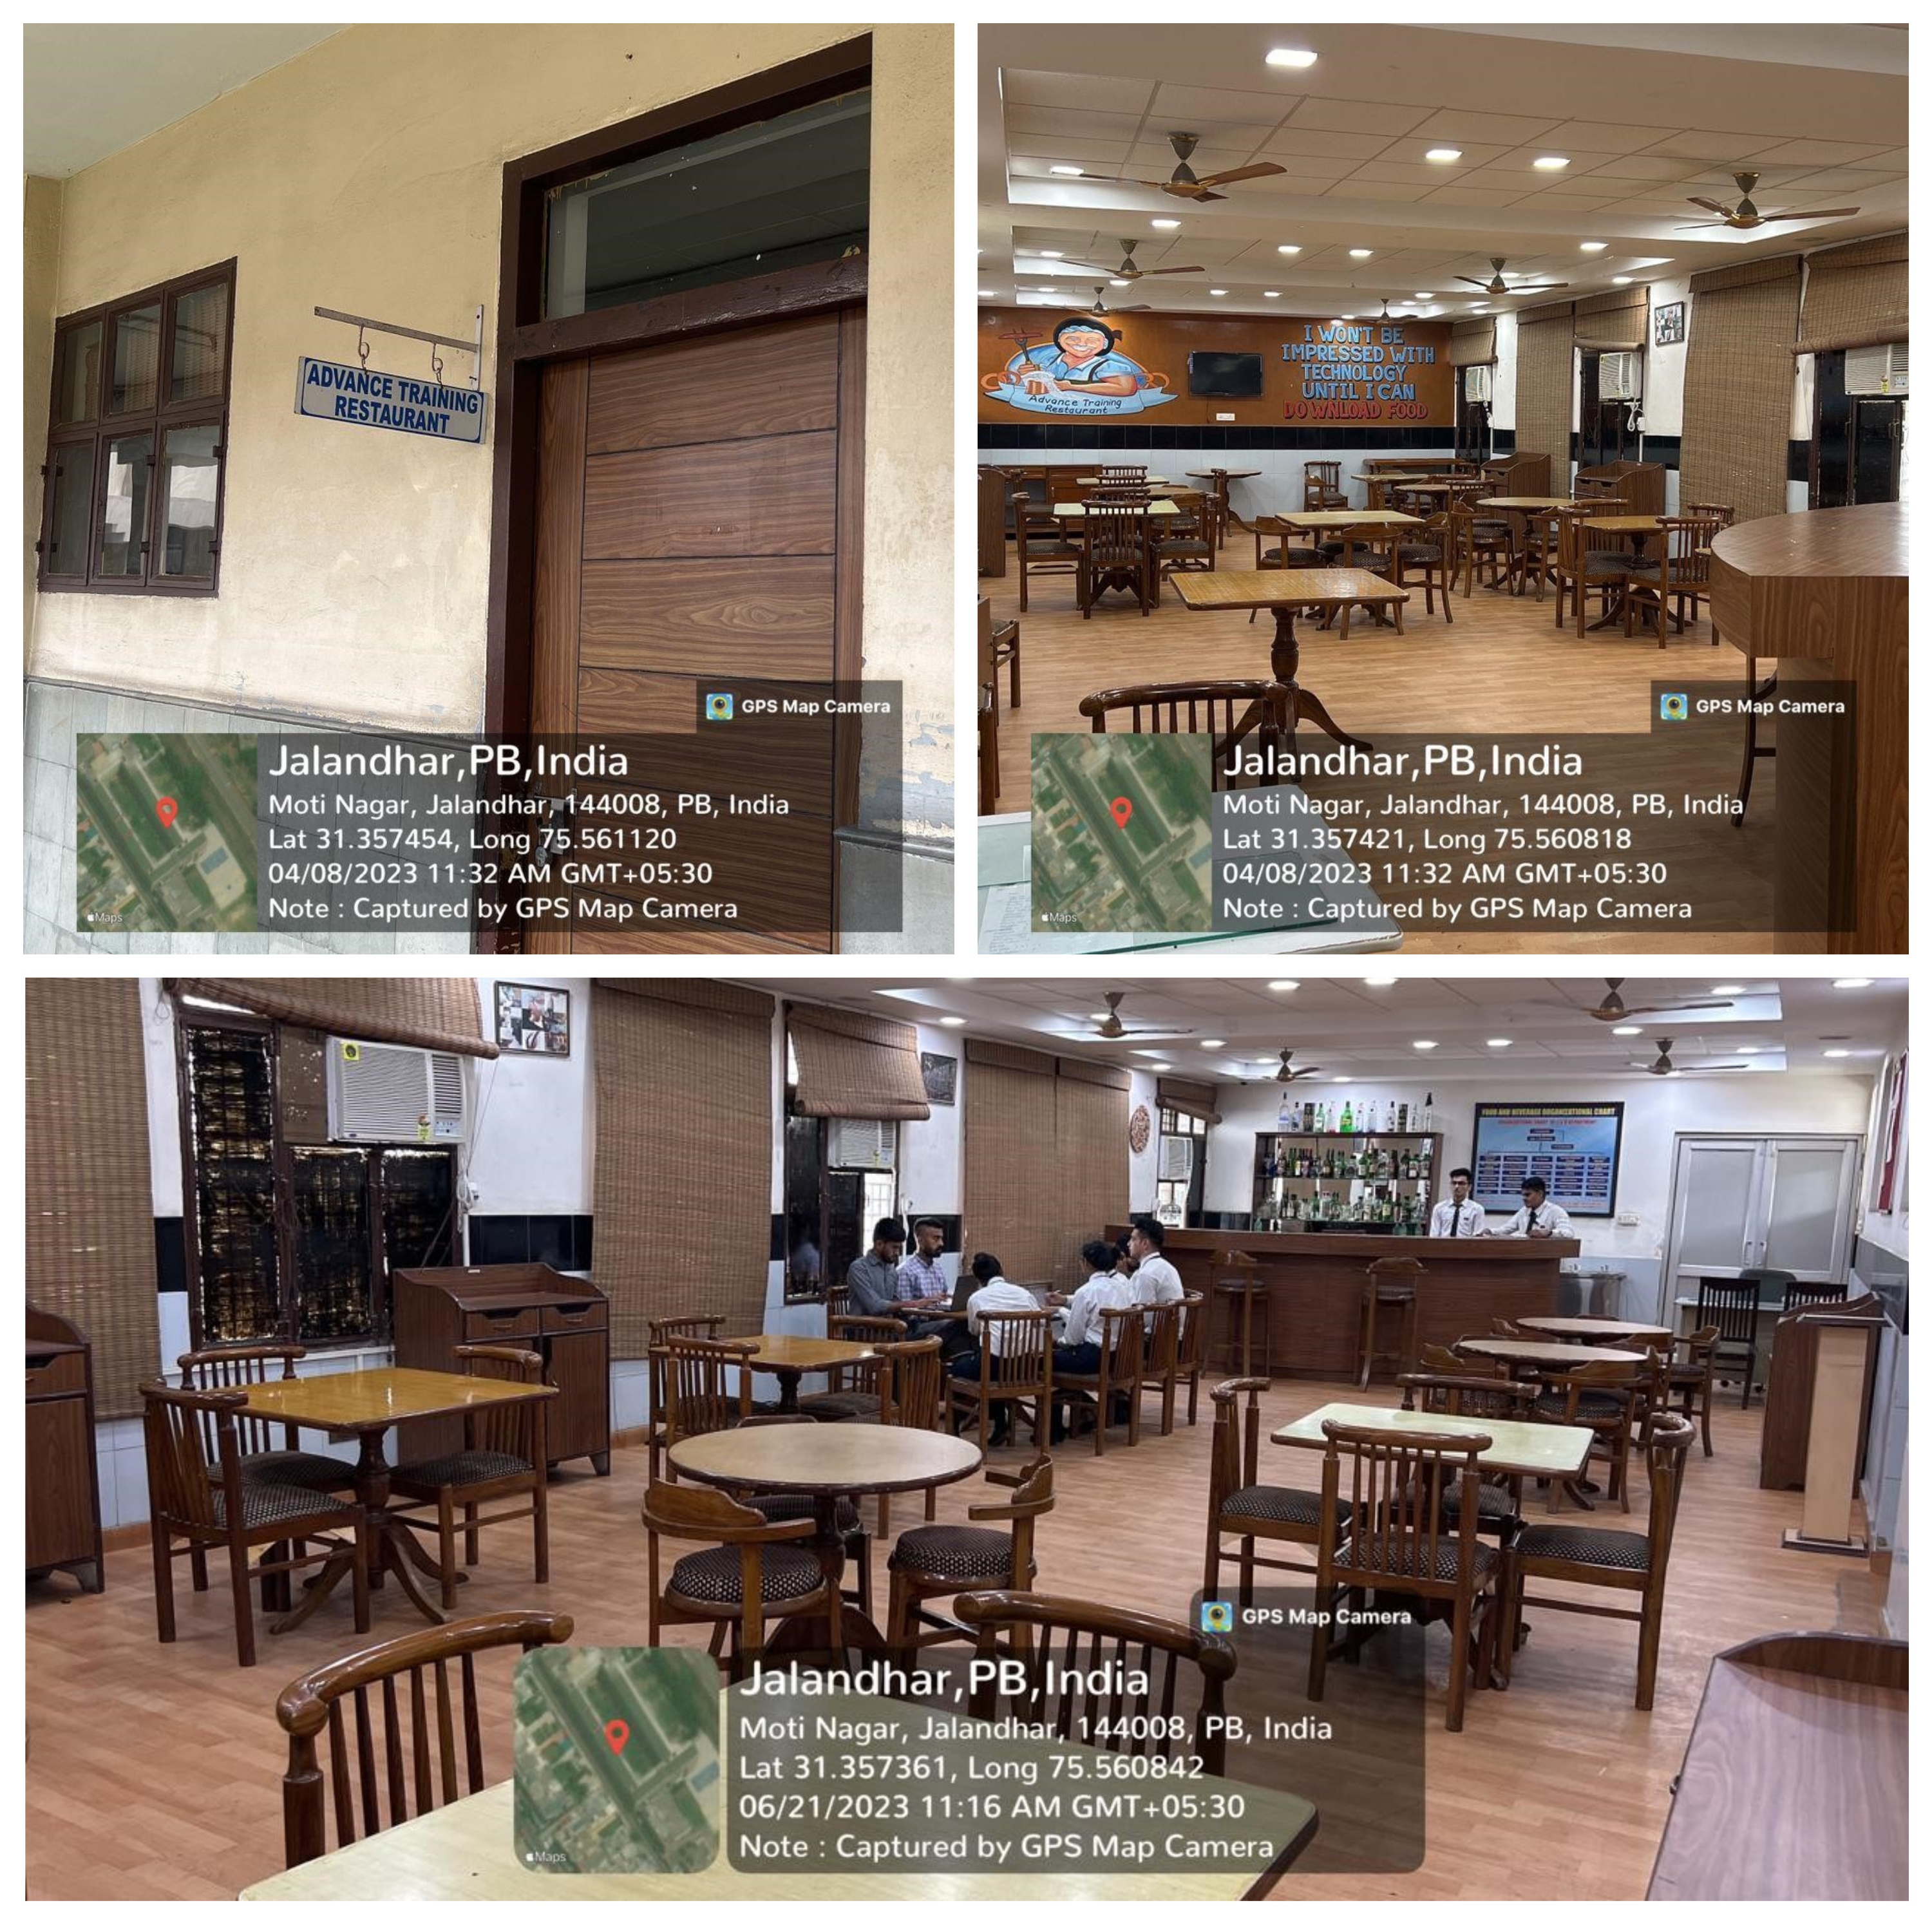 ADVANCE TRAINING
RESTAURANT
GPS Map Camera
Jalandhar,PB,India
Moti Nagar, Jalandhar, 144008, PB, India
Lat 31.357454, Long 75.561120
04/08/2023 11:32 AM GMT+05:30
Note : Captured by GPS Map Camera
Maps
I WON'T BE
IMPRESSED WITH
TECHNOLOGY
UNTIL I CAN
DOWNLOAD FOOD
Advance Training
Restaurant
GPS Map Camera
Jalandhar,PB,India
Moti Nagar, Jalandhar, 144008, PB, India
Lat 31.357421, Long 75.560818
04/08/2023 11:32 AM GMT+05:30
Note : Captured by GPS Map Camera
Maps
FOOD AND BEVERAGE ORGANIZATIONAL CHART
GPS Map Camera
Jalandhar,PB,India
Moti Nagar, Jalandhar, 144008, PB, India
Lat 31.357361, Long 75.560842
06/21/2023 11:16 AM GMT+05:30
Note : Captured by GPS Map Camera
Maps